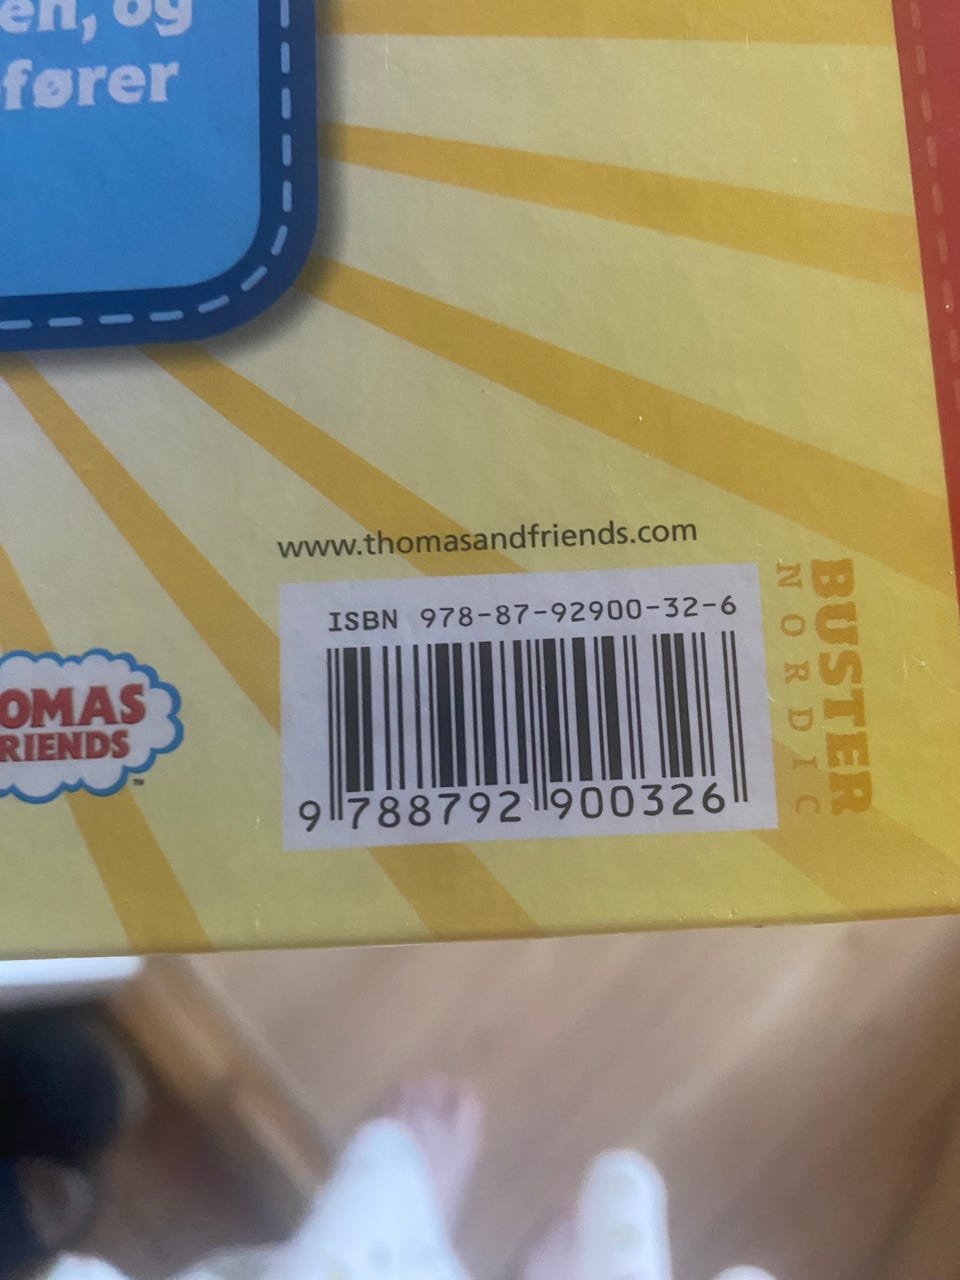 en, og
fører
www.thomasandfriends.com
ISBN 978-87-92900-32-6
9 788792 900326
BUSTER
NORDIC
OMAS
RIENDS
™